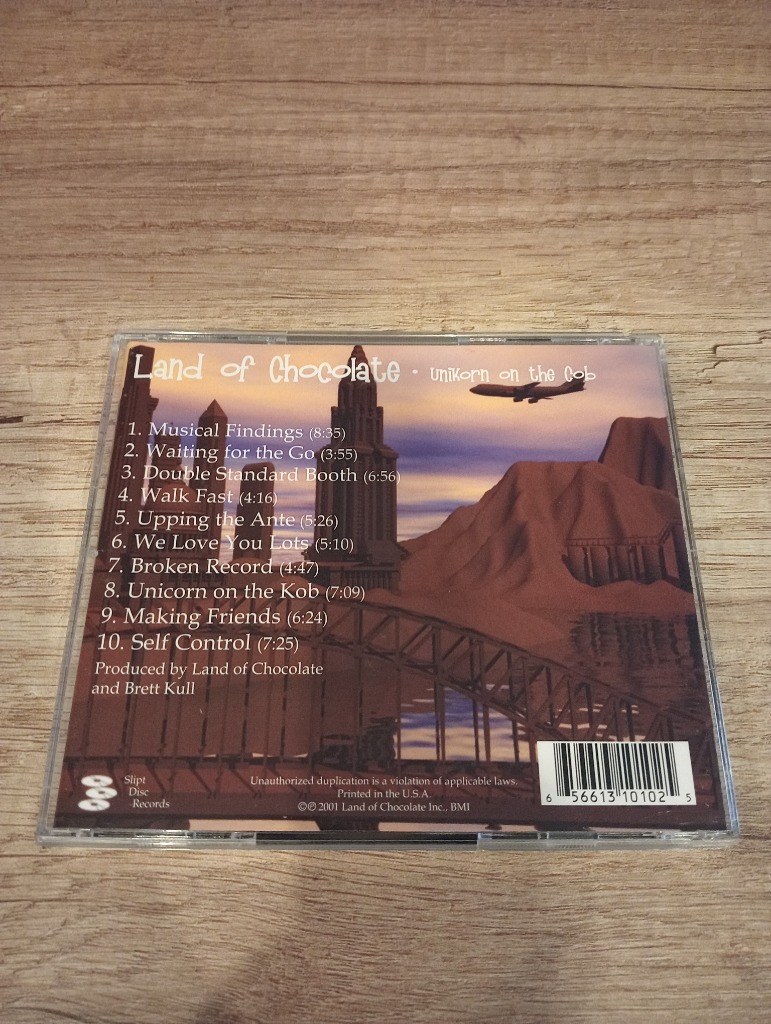 Land of Chocolate · Unikorn on the Cob
1. Musical Findings (8:35)
2. Waiting for the Go (3:55)
3. Double Standard Booth (6:56)
4. Walk Fast (4:16)
5. Upping the Ante (5:26)
6. We Love You Lots (5:10)
7. Broken Record (4:47)
8. Unicorn on the Kob (7:09)
9. Making Friends (6:24)
10. Self Control (7:25)
Produced by Land of Chocolate
and Brett Kull
Slipt
Disc
Records
Unauthorized duplication is a violation of applicable laws.
Printed in the U.S.A.
©℗ 2001 Land of Chocolate Inc., BMI
6 56613 10102 5